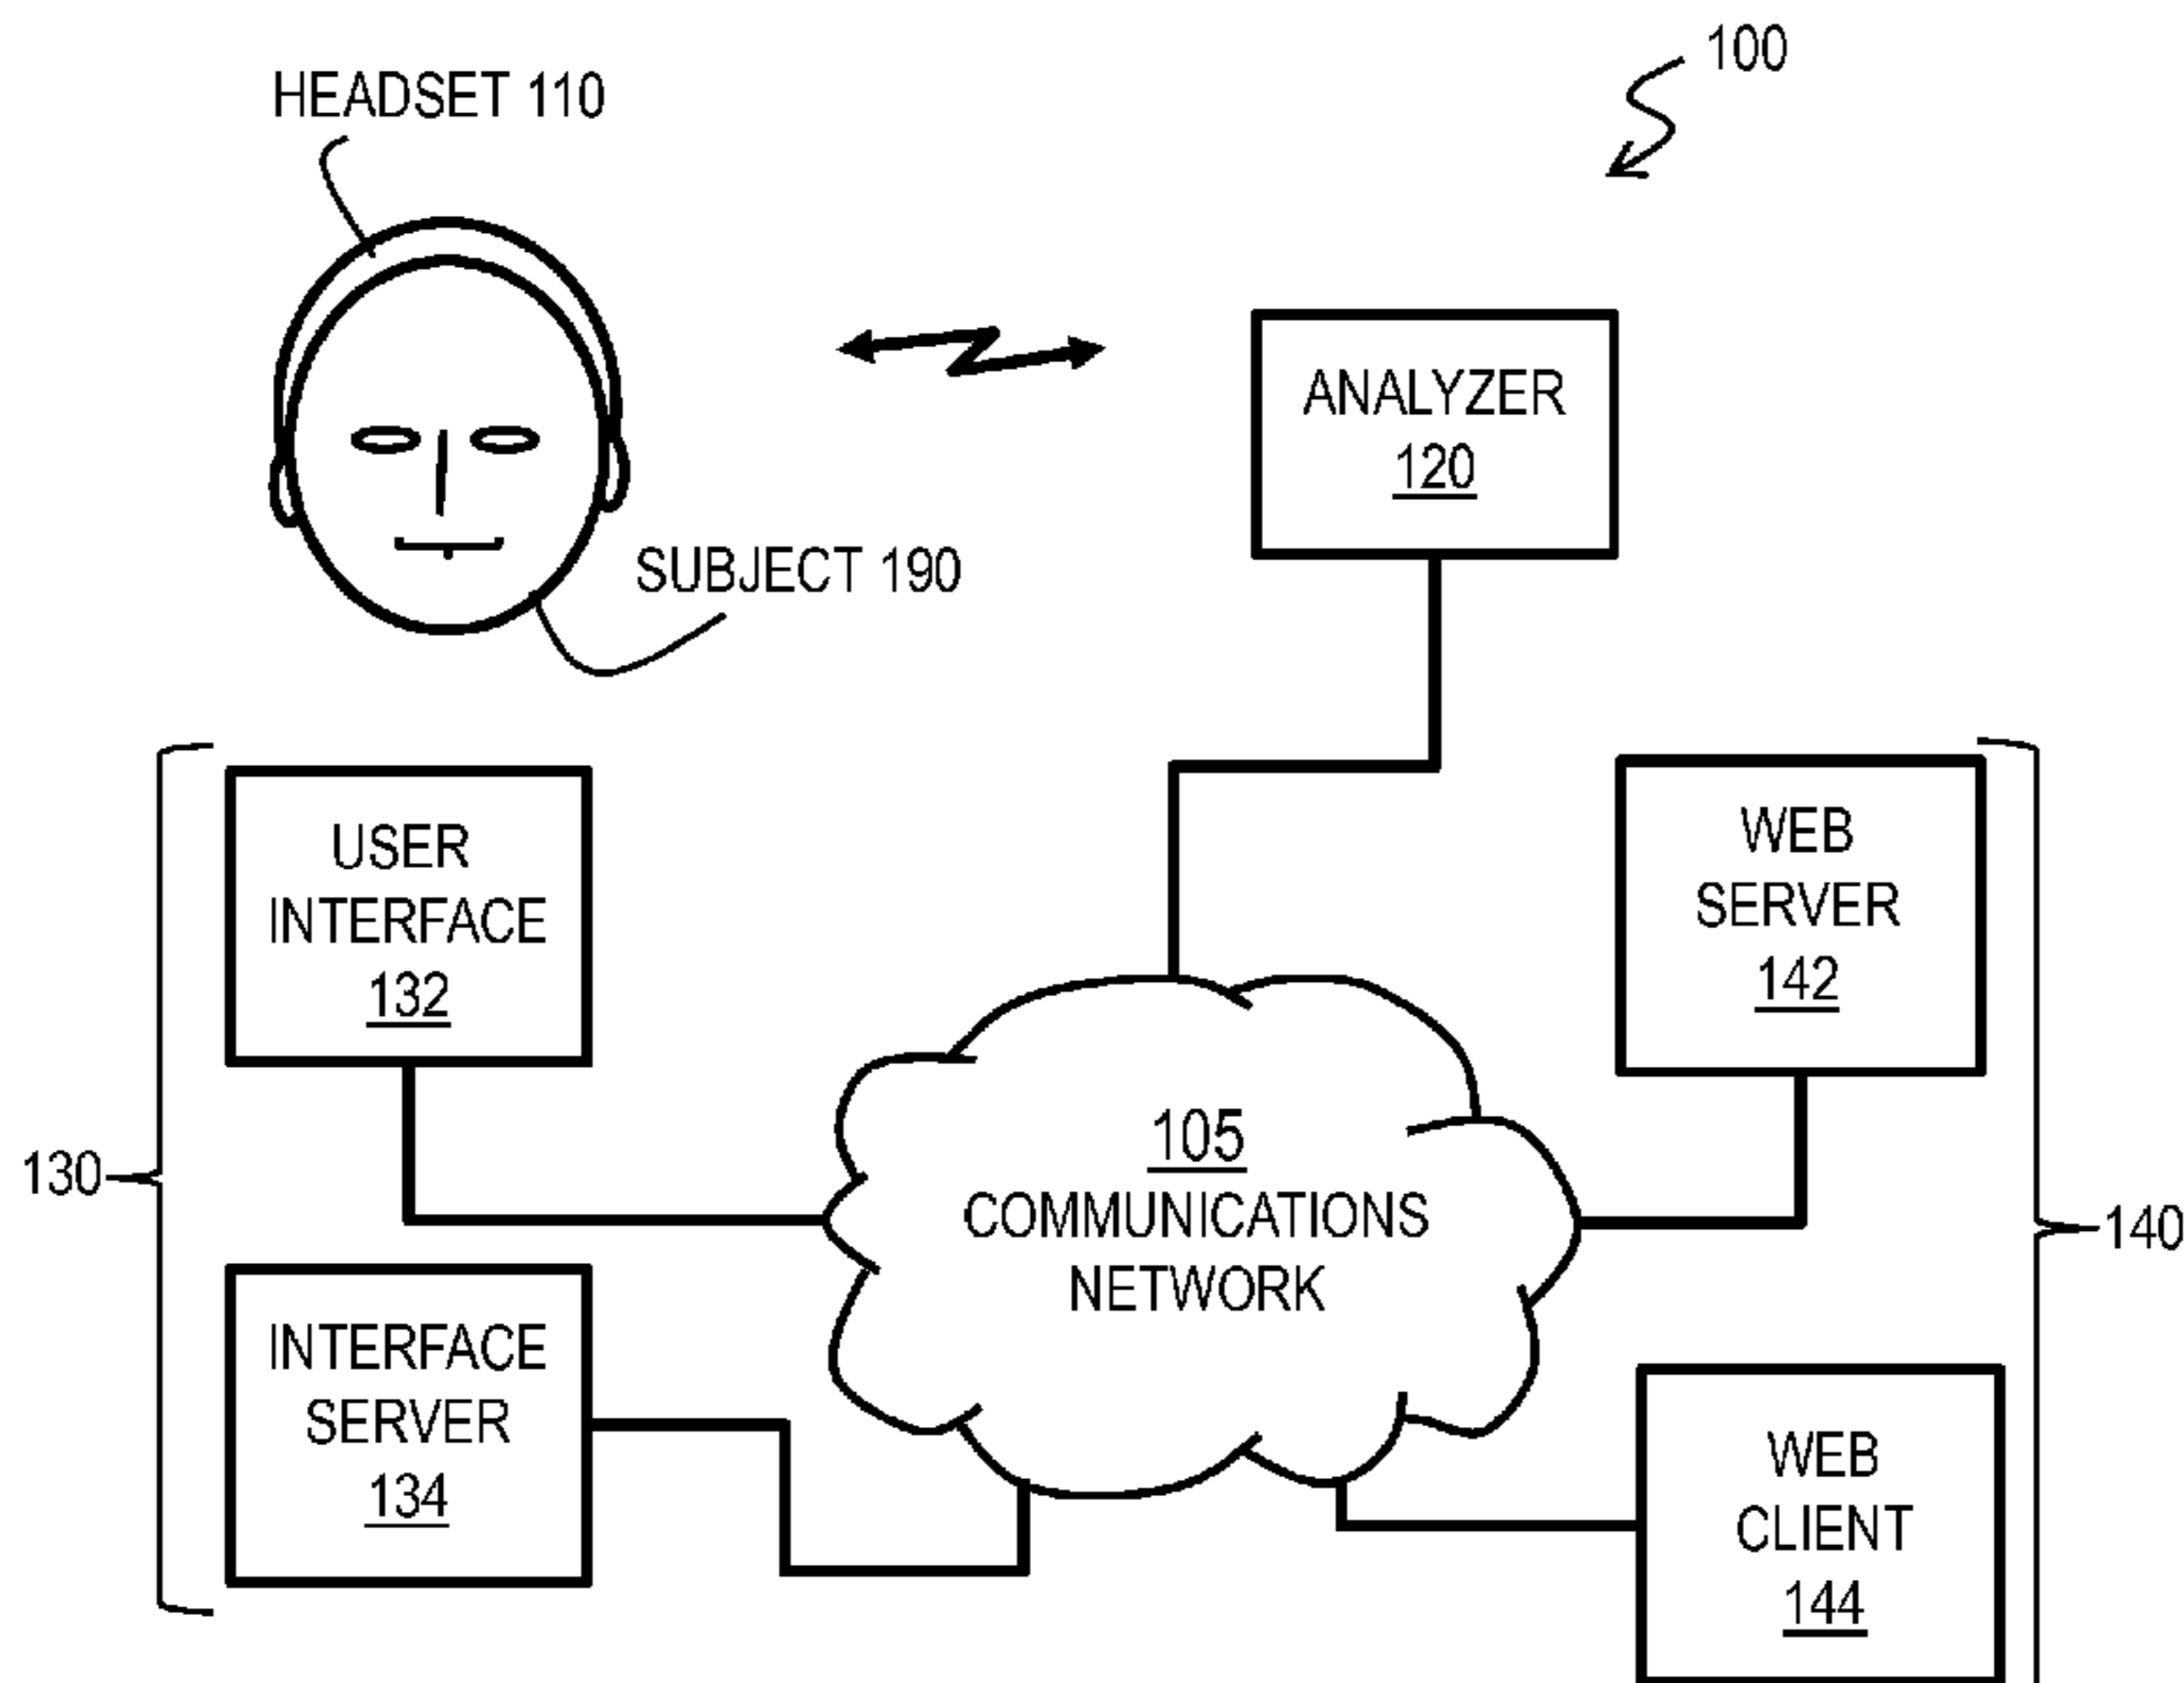 100
HEADSET 110
ANALYZER
120
SUBJECT 190
USER
INTERFACE
132
WEB
SERVER
142
130
105
COMMUNICATIONS
NETWORK
140
INTERFACE
SERVER
134
WEB
CLIENT
144